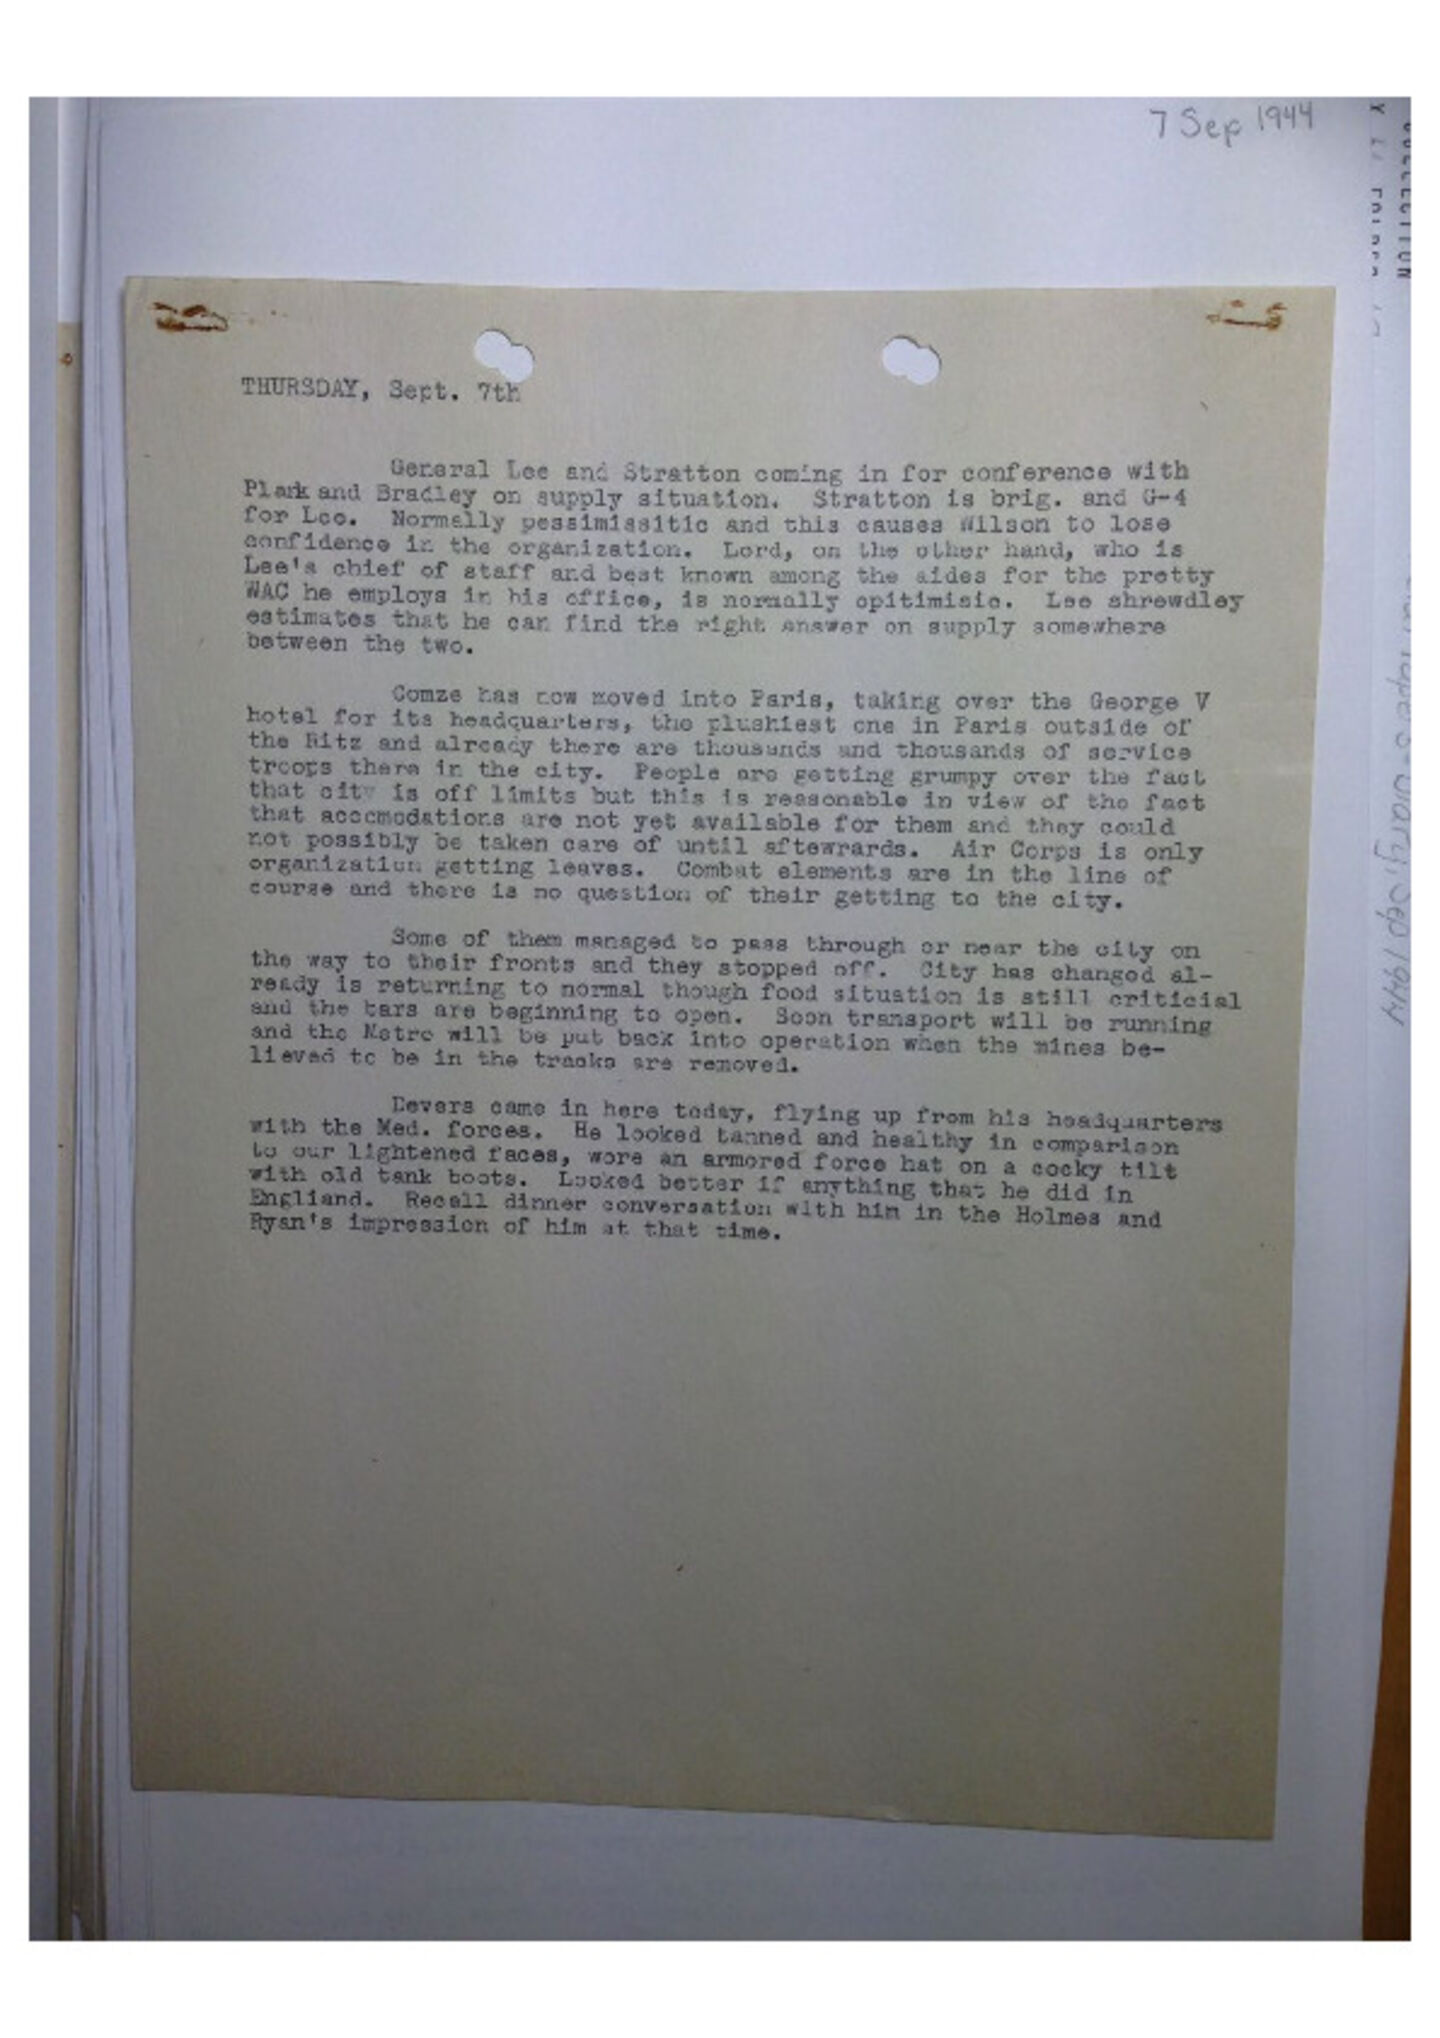 7 Sep 1944
COLLECTION
THURSDAY, Sept. 7th
General Lee and Stratton coming in for conference with
Plark and Bradley on supply situation. Stratton is brig. and G-4
for Lee. Normally pessimissitic and this causes Wilson to lose
confidence in the organization. Lord, on the other hand, who is
Lee's chief of staff and best known among the aides for the pretty
WAC he employs in his office, is normally opitimisic. Lee shrewdley
estimates that he can find the right answer on supply somewhere
between the two.
Comze has now moved into Paris, taking over the George V
hotel for its headquarters, the plushiest one in Paris outside of
the Ritz and already there are thousands and thousands of service
troops there in the city. People are getting grumpy over the fact
that city is off limits but this is reasonable in view of the fact
that accomodations are not yet available for them and they could
not possibly be taken care of until aftewrards. Air Corps is only
organization getting leaves. Combat elements are in the line of
course and there is no question of their getting to the city.
Some of them managed to pass through or near the city on
the way to their fronts and they stopped off. City has changed al-
ready is returning to normal though food situation is still criticial
and the bars are beginning to open. Soon transport will be running
and the Metro will be put back into operation when the mines be-
lieved to be in the tracks are removed.
Devers came in here today, flying up from his headquarters
with the Med. forces. He looked tanned and healthy in comparison
to our lightened faces, wore an armored force hat on a cocky tilt
with old tank boots. Looked better if anything that he did in
Engliand. Recall dinner conversation with him in the Holmes and
Ryan's impression of him at that time.
Diary, Sep 1944